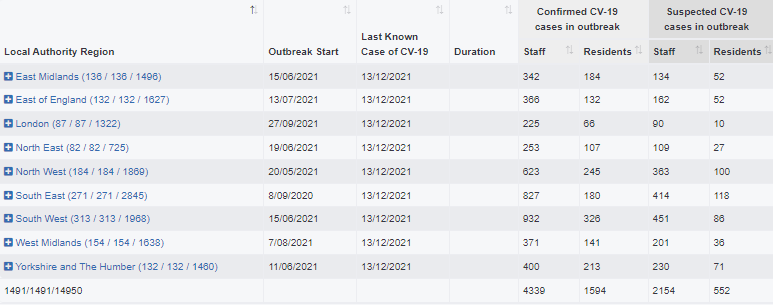 Confirmed CV-19 Suspected CV-19
Last Known cases in outbreak cases in outbreak
Local Authority Region Outbreak Start Case of CV-19 Duration Staff Residents Staff Residents
East Midlands (136 / 136 / 1496) 15/06/2021 13/12/2021 342 184 134 52
East of England (132 / 132 / 1627) 13/07/2021 13/12/2021 366 132 162 52
London (87 / 87 / 1322) 27/09/2021 13/12/2021 225 66 90 10
North East (82 / 82 / 725) 19/06/2021 13/12/2021 253 107 109 27
North West (184 / 184 / 1869) 20/05/2021 13/12/2021 623 245 363 100
South East (271 / 271 / 2845) 8/09/2020 13/12/2021 827 180 414 118
South West (313 / 313 / 1968) 15/06/2021 13/12/2021 932 326 451 86
West Midlands (154 / 154 / 1638) 7/08/2021 13/12/2021 371 141 201 36
Yorkshire and The Humber (132 / 132 / 1460) 11/06/2021 13/12/2021 400 213 230 71
1491/1491/14950 4339 1594 2154 552